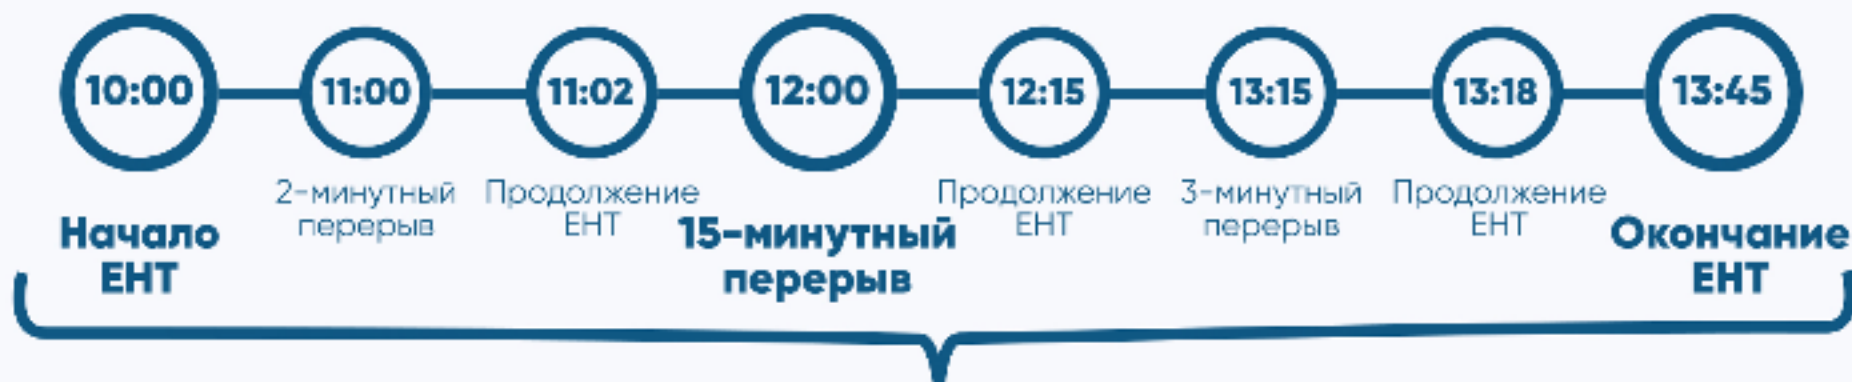 10:00
11:00
11:02
12:00
12:15
13:15
13:18
13:45
Начало
ЕНТ
2-минутный
перерыв
Продолжение
ЕНТ
15-минутный
перерыв
Продолжение
ЕНТ
3-минутный
перерыв
Продолжение
ЕНТ
Окончание
ЕНТ